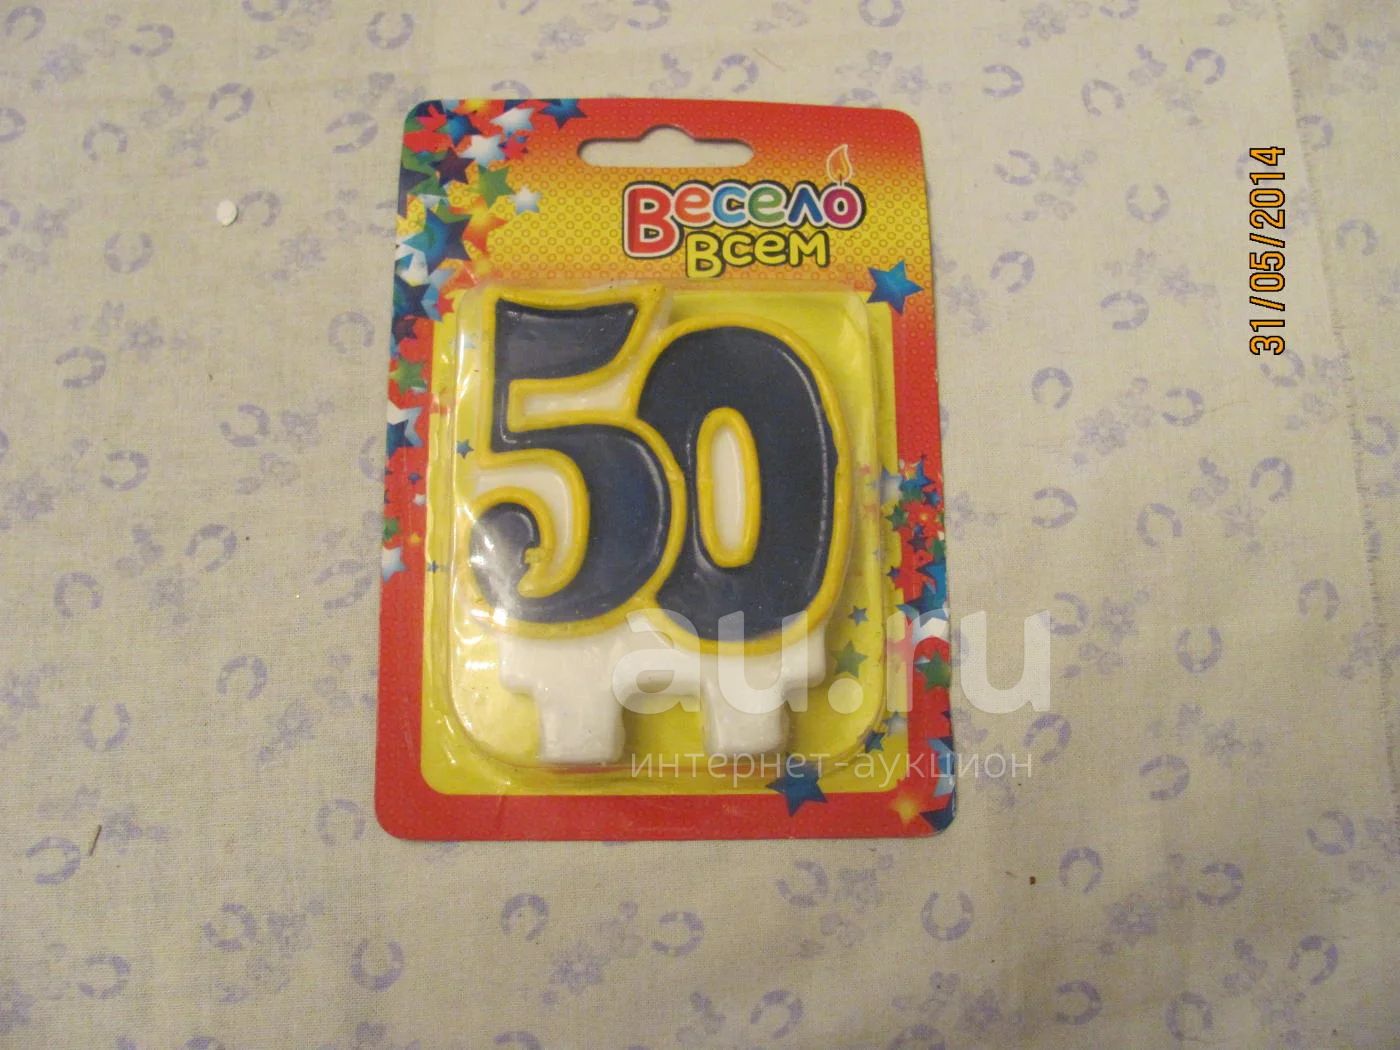 Весело
Всем
50
31/05/2014
au.ru
интернет-аукцион